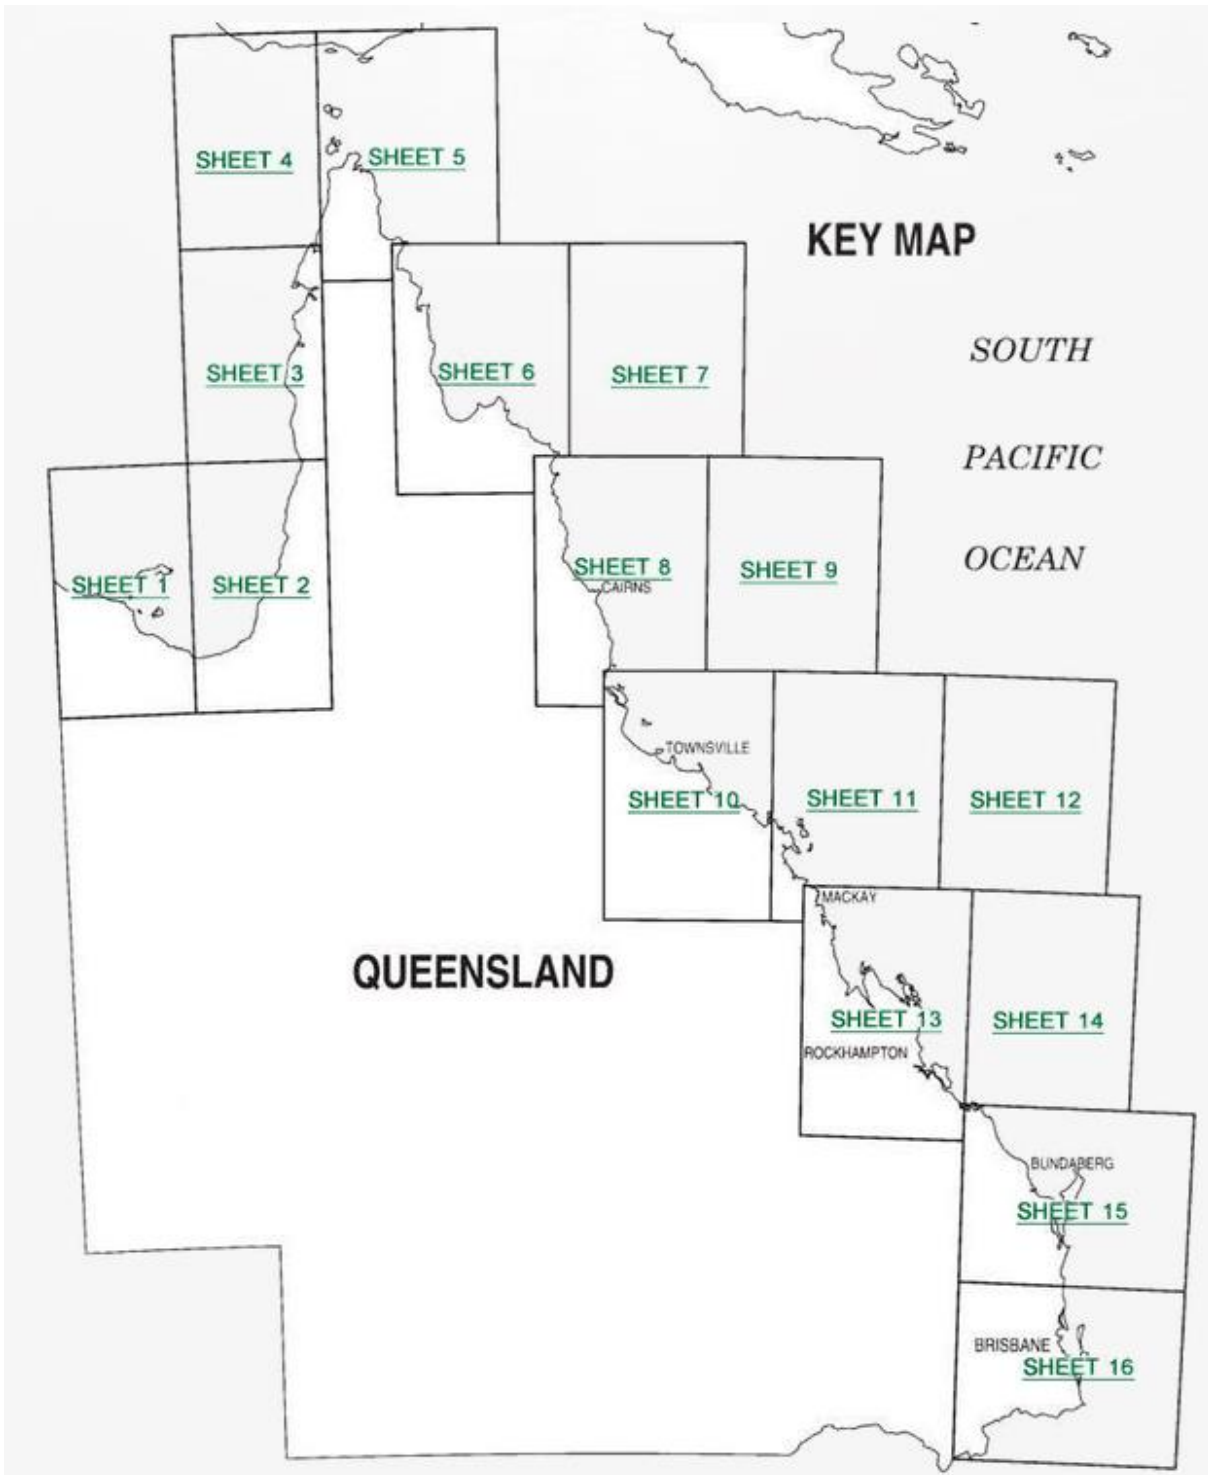 SHEET 4
SHEET 5
KEY MAP
SOUTH
SHEET 3
SHEET 6
SHEET 7
PACIFIC
OCEAN
SHEET 1
SHEET 2
SHEET 8
CAIRNS
SHEET 9
TOWNSVILLE
SHEET 10
SHEET 11
SHEET 12
MACKAY
QUEENSLAND
SHEET 13
SHEET 14
ROCKHAMPTON
BUNDABERG
SHEET 15
BRISBANE
SHEET 16